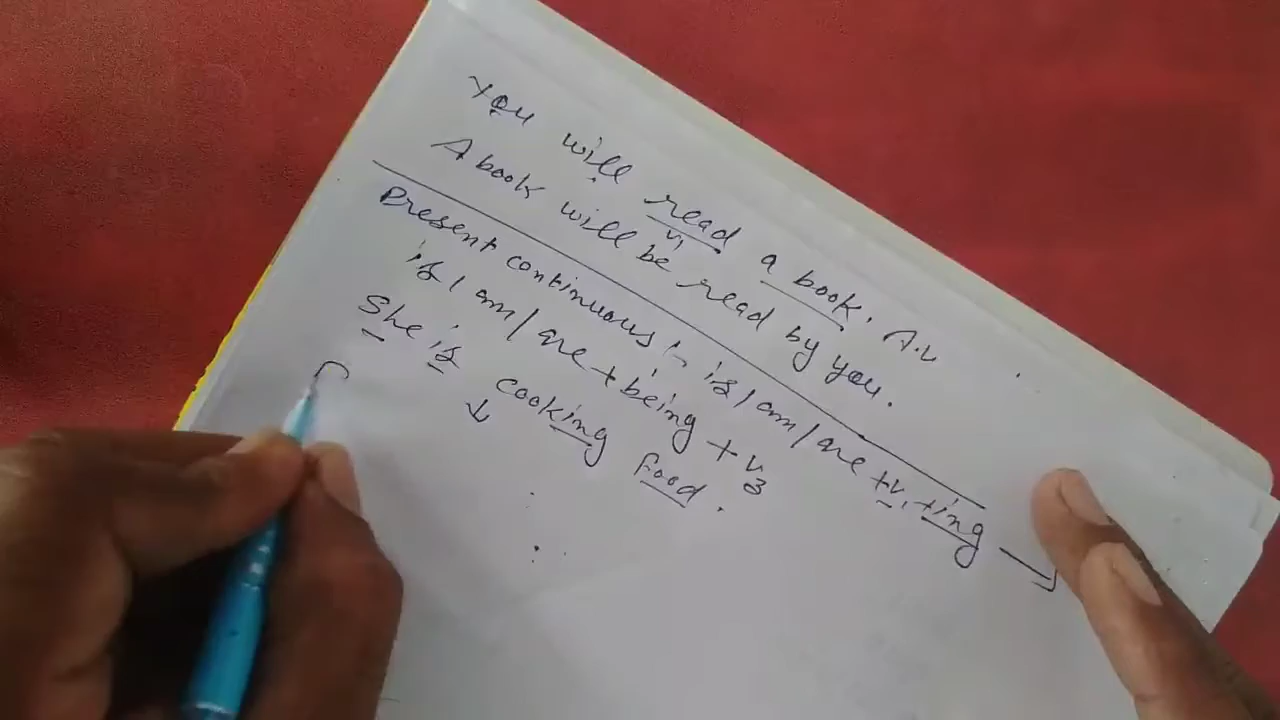 You will read a book. A.V
V1
A book will be read by you.
Present continuous :- is / am / are + V1 + ing
is / am / are + being + V3
She is cooking food.